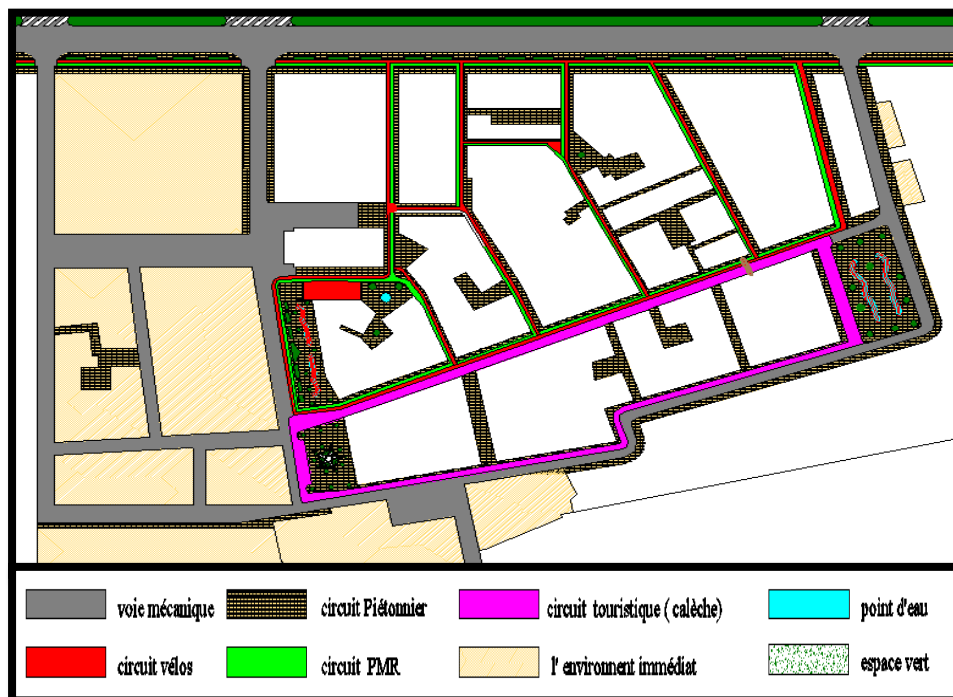 voie mécanique
circuit Piétonnier
circuit touristique ( calèche)
point d'eau
circuit vélos
circuit PMR
l' environnent immédiat
espace vert